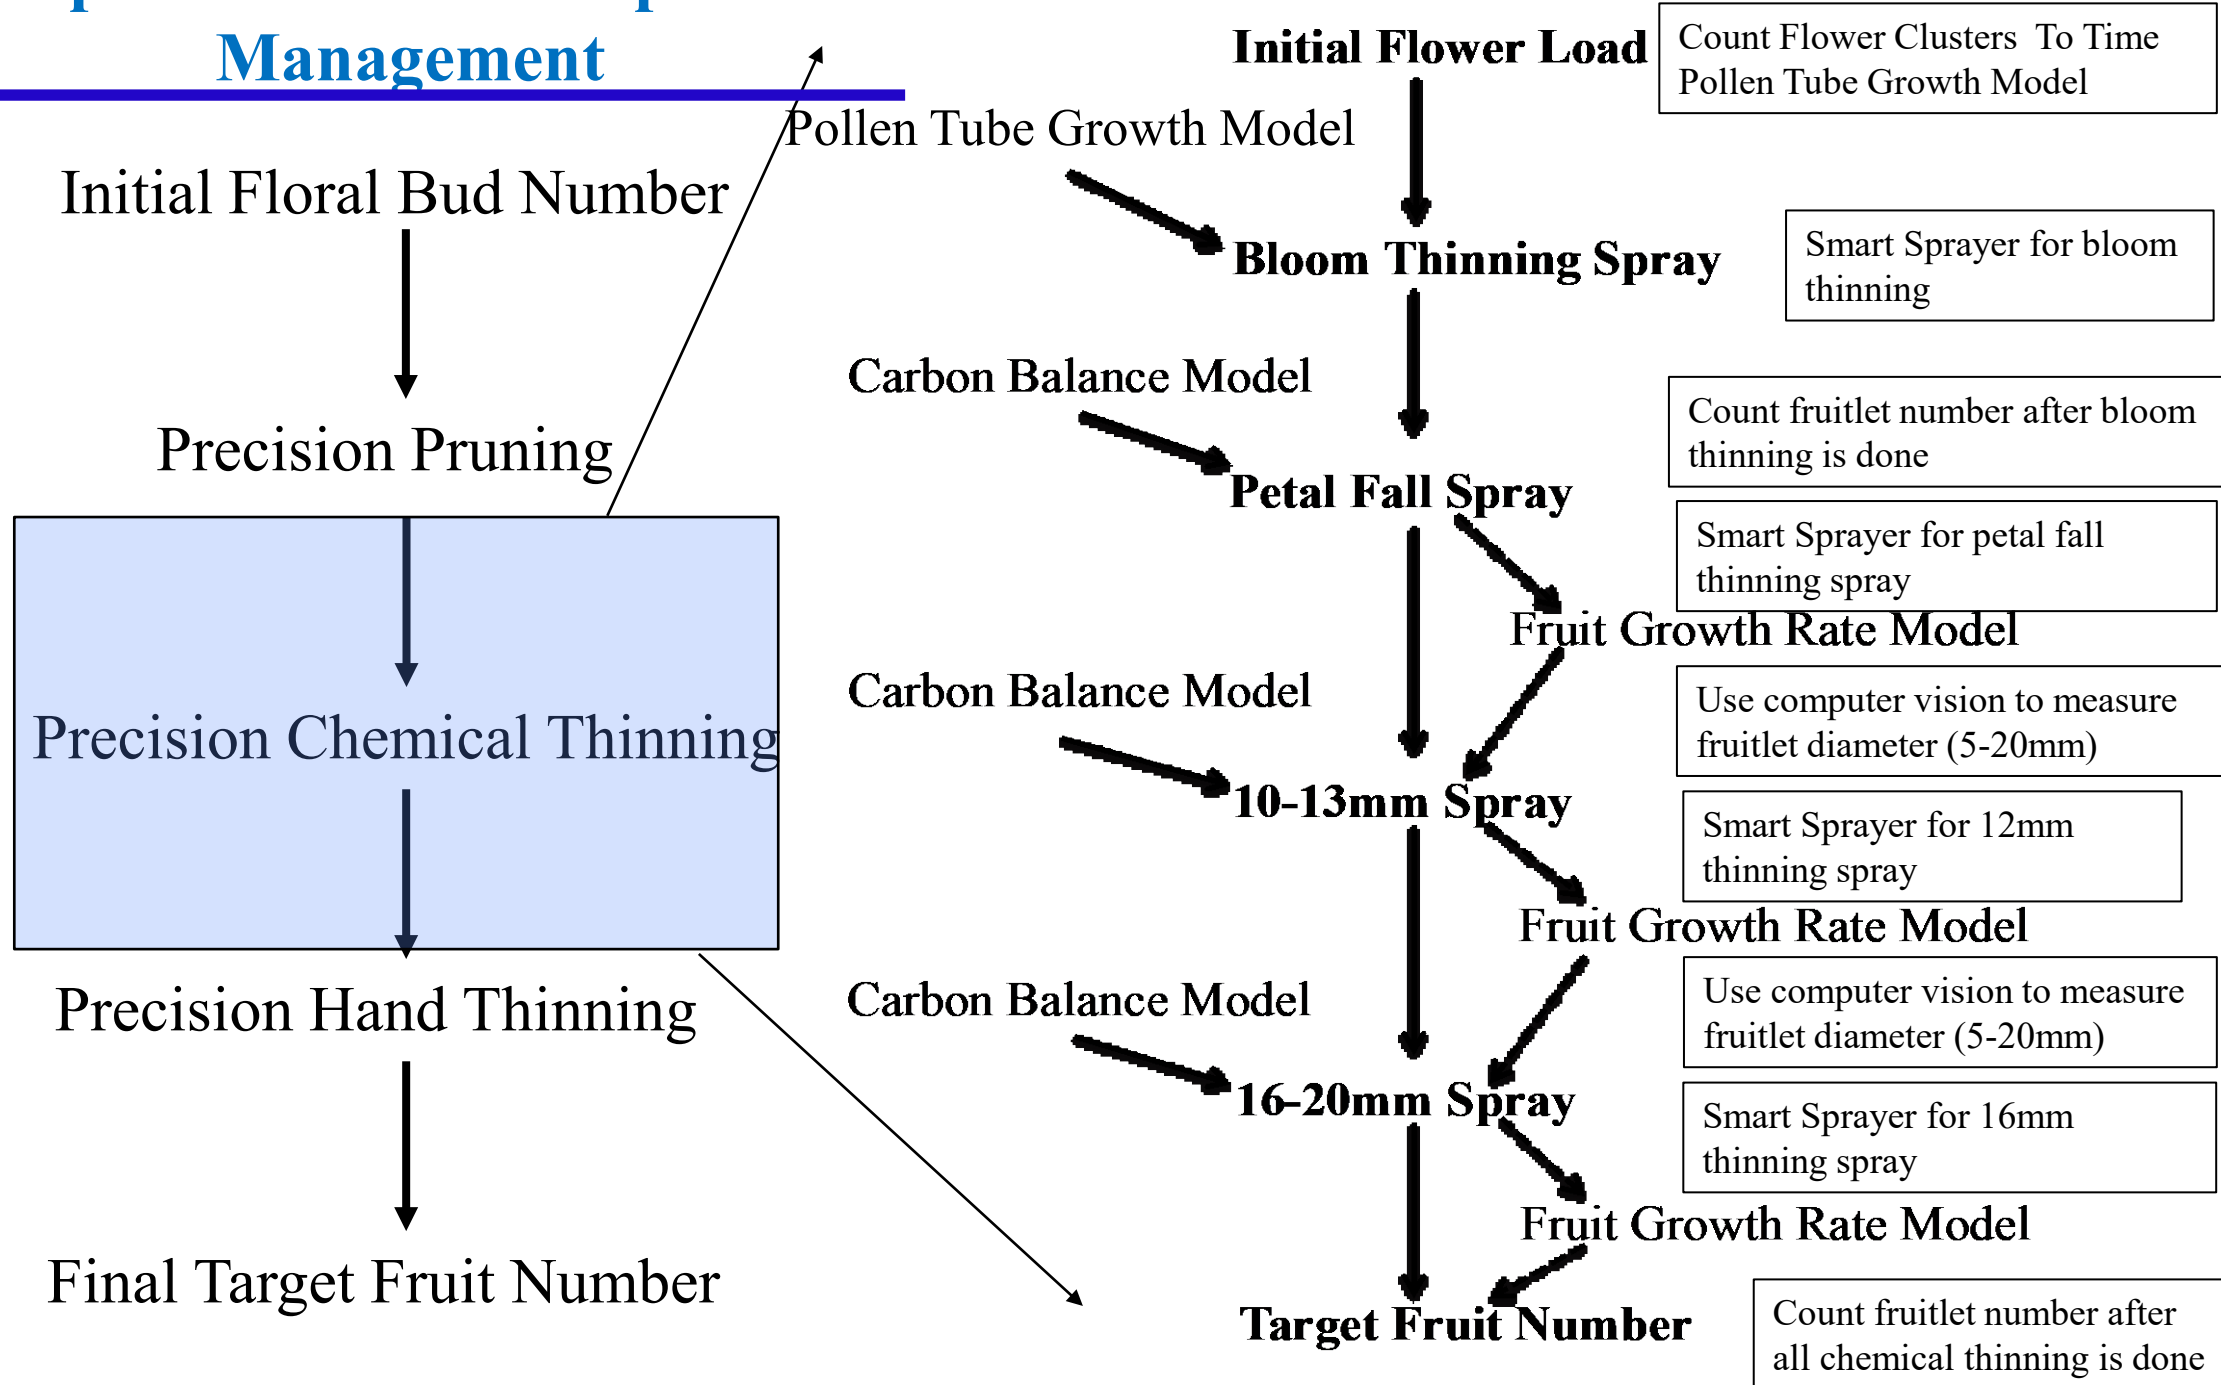 Management
Initial Floral Bud Number
Precision Pruning
Precision Chemical Thinning
Precision Hand Thinning
Final Target Fruit Number
Initial Flower Load
Count Flower Clusters To Time
Pollen Tube Growth Model
Pollen Tube Growth Model
Bloom Thinning Spray
Smart Sprayer for bloom
thinning
Carbon Balance Model
Count fruitlet number after bloom
thinning is done
Petal Fall Spray
Smart Sprayer for petal fall
thinning spray
Fruit Growth Rate Model
Carbon Balance Model
Use computer vision to measure
fruitlet diameter (5-20mm)
10-13mm Spray
Smart Sprayer for 12mm
thinning spray
Fruit Growth Rate Model
Carbon Balance Model
Use computer vision to measure
fruitlet diameter (5-20mm)
16-20mm Spray
Smart Sprayer for 16mm
thinning spray
Fruit Growth Rate Model
Target Fruit Number
Count fruitlet number after
all chemical thinning is done